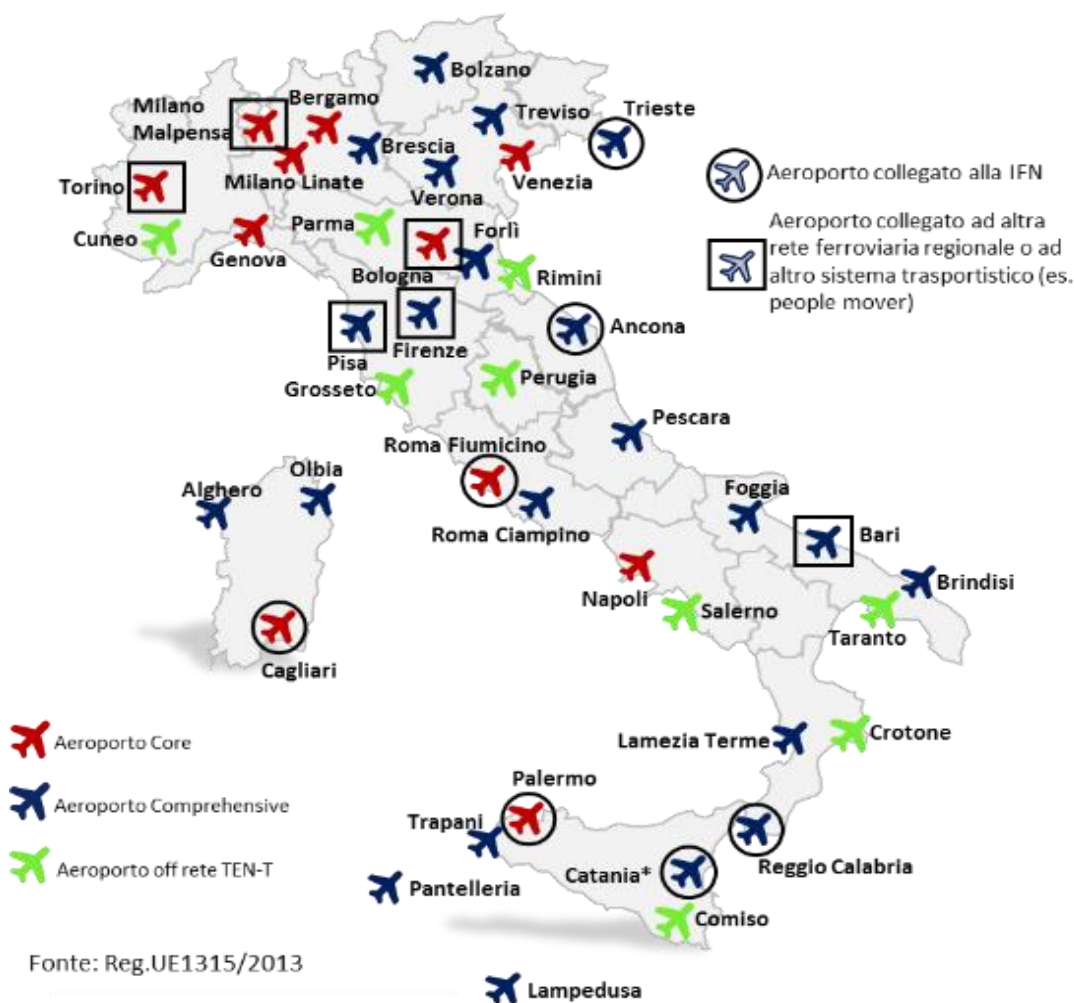 Bolzano
Bergamo
Milano
Malpensa
Treviso
Trieste
Brescia
Venezia
Torino
Milano Linate
Verona
Aeroporto collegato alla IFN
Cuneo
Parma
Forlì
Genova
Bologna
Rimini
Aeroporto collegato ad altra
rete ferroviaria regionale o ad
altro sistema trasportistico (es.
people mover)
Ancona
Pisa
Firenze
Grosseto
Perugia
Pescara
Roma Fiumicino
Olbia
Alghero
Foggia
Roma Ciampino
Bari
Napoli
Brindisi
Salerno
Taranto
Cagliari
Aeroporto Core
Lamezia Terme
Crotone
Palermo
Aeroporto Comprehensive
Trapani
Reggio Calabria
Aeroporto off rete TEN-T
Catania*
Pantelleria
Comiso
Fonte: Reg.UE1315/2013
Lampedusa